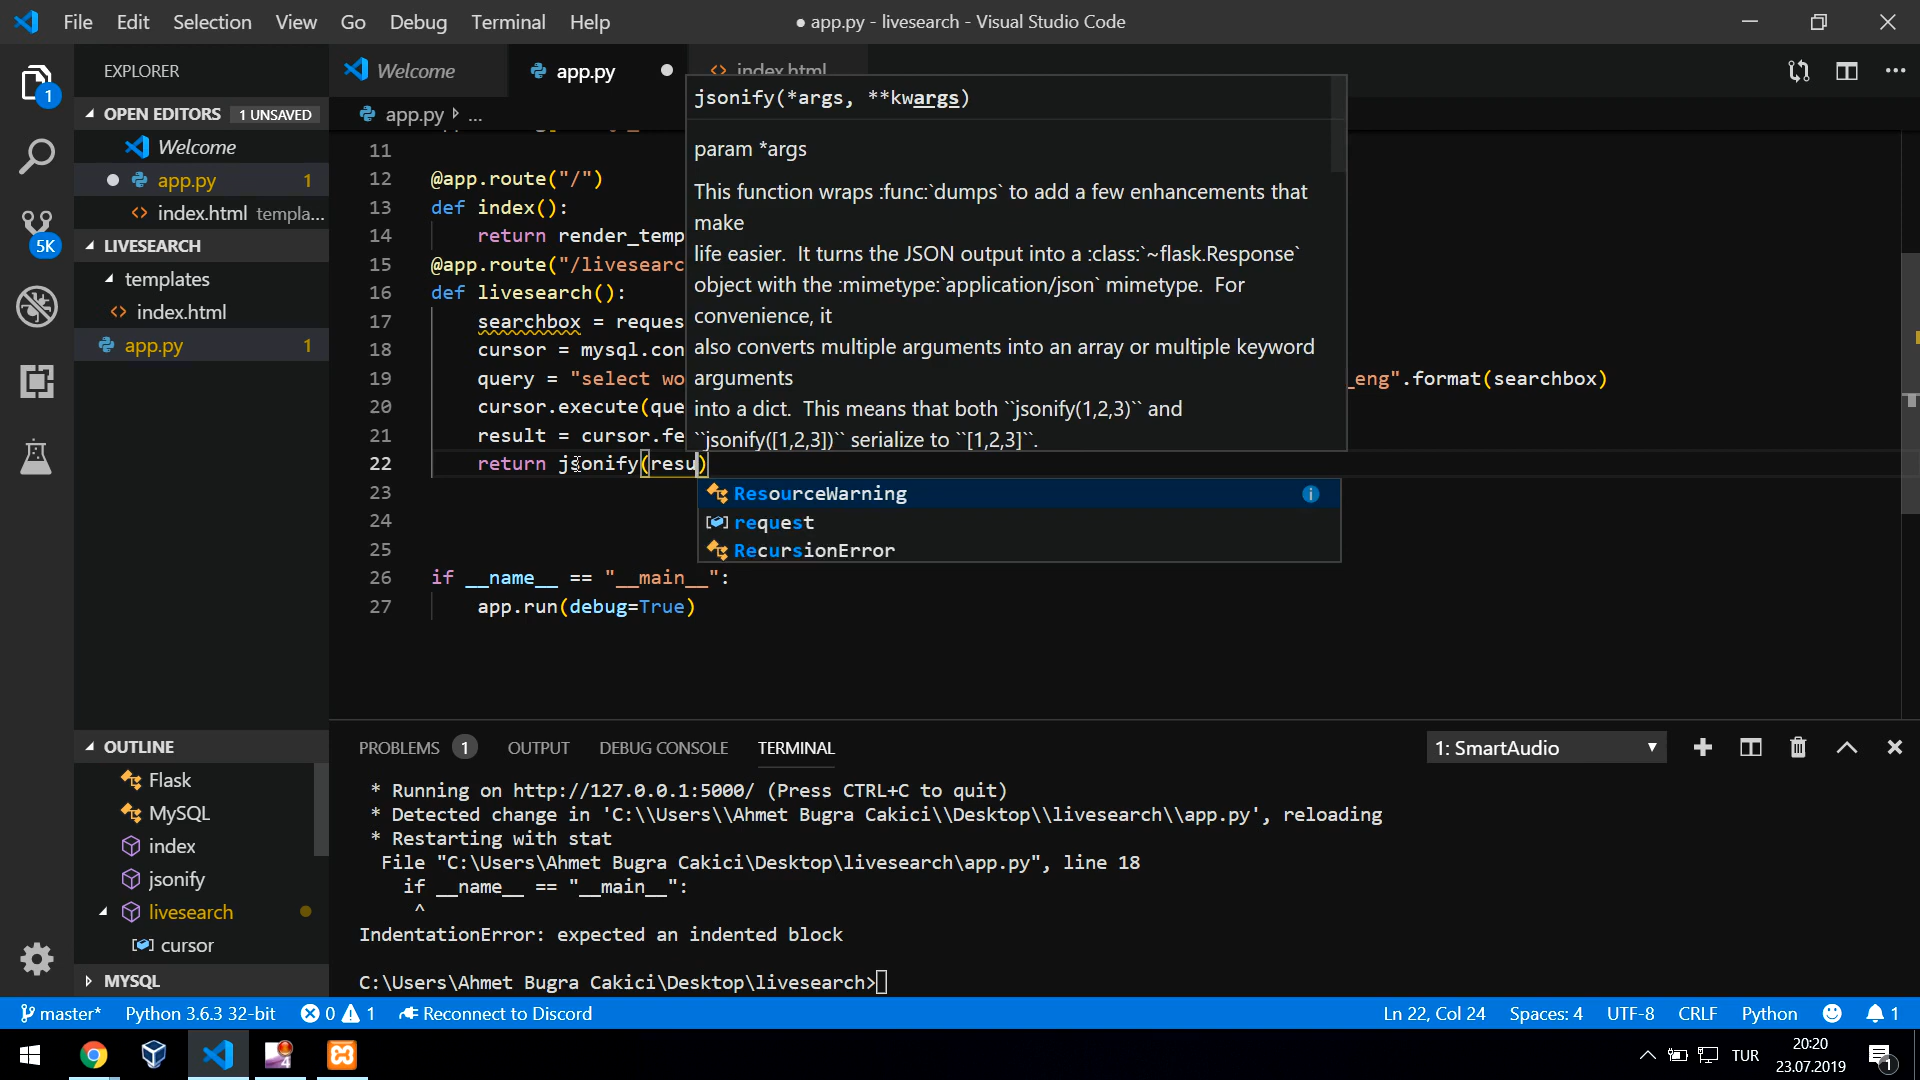 File Edit Selection View Go Debug Terminal Help
● app.py - livesearch - Visual Studio Code
EXPLORER
OPEN EDITORS 1 UNSAVED
Welcome
app.py 1
index.html templa...
LIVESEARCH
templates
index.html
app.py 1
OUTLINE
Flask
MySQL
index
jsonify
livesearch
cursor
MYSQL
1
5K
Welcome
app.py
index.html
app.py ...
11
12 @app.route("/")
13 def index():
14 return render_temp
15 @app.route("/livesearc
16 def livesearch():
17 searchbox = reques
18 cursor = mysql.con
19 query = "select wo _eng".format(searchbox)
20 cursor.execute(que
21 result = cursor.fe
22 return jsonify(resu)
23
24
25
26 if __name__ == "__main__":
27 app.run(debug=True)
jsonify(*args, **kwargs)
param *args
This function wraps :func:`dumps` to add a few enhancements that
make
life easier. It turns the JSON output into a :class:`~flask.Response`
object with the :mimetype:`application/json` mimetype. For
convenience, it
also converts multiple arguments into an array or multiple keyword
arguments
into a dict. This means that both ``jsonify(1,2,3)`` and
``jsonify([1,2,3])`` serialize to ``[1,2,3]``.
ResourceWarning
request
RecursionError
PROBLEMS 1 OUTPUT DEBUG CONSOLE TERMINAL
1: SmartAudio
* Running on http://127.0.0.1:5000/ (Press CTRL+C to quit)
* Detected change in 'C:\\Users\\Ahmet Bugra Cakici\\Desktop\\livesearch\\app.py', reloading
* Restarting with stat
File "C:\Users\Ahmet Bugra Cakici\Desktop\livesearch\app.py", line 18
if __name__ == "__main__":
^
IndentationError: expected an indented block
C:\Users\Ahmet Bugra Cakici\Desktop\livesearch>
master* Python 3.6.3 32-bit 0 1 Reconnect to Discord
Ln 22, Col 24 Spaces: 4 UTF-8 CRLF Python 1
4
TUR
20:20
23.07.2019
1